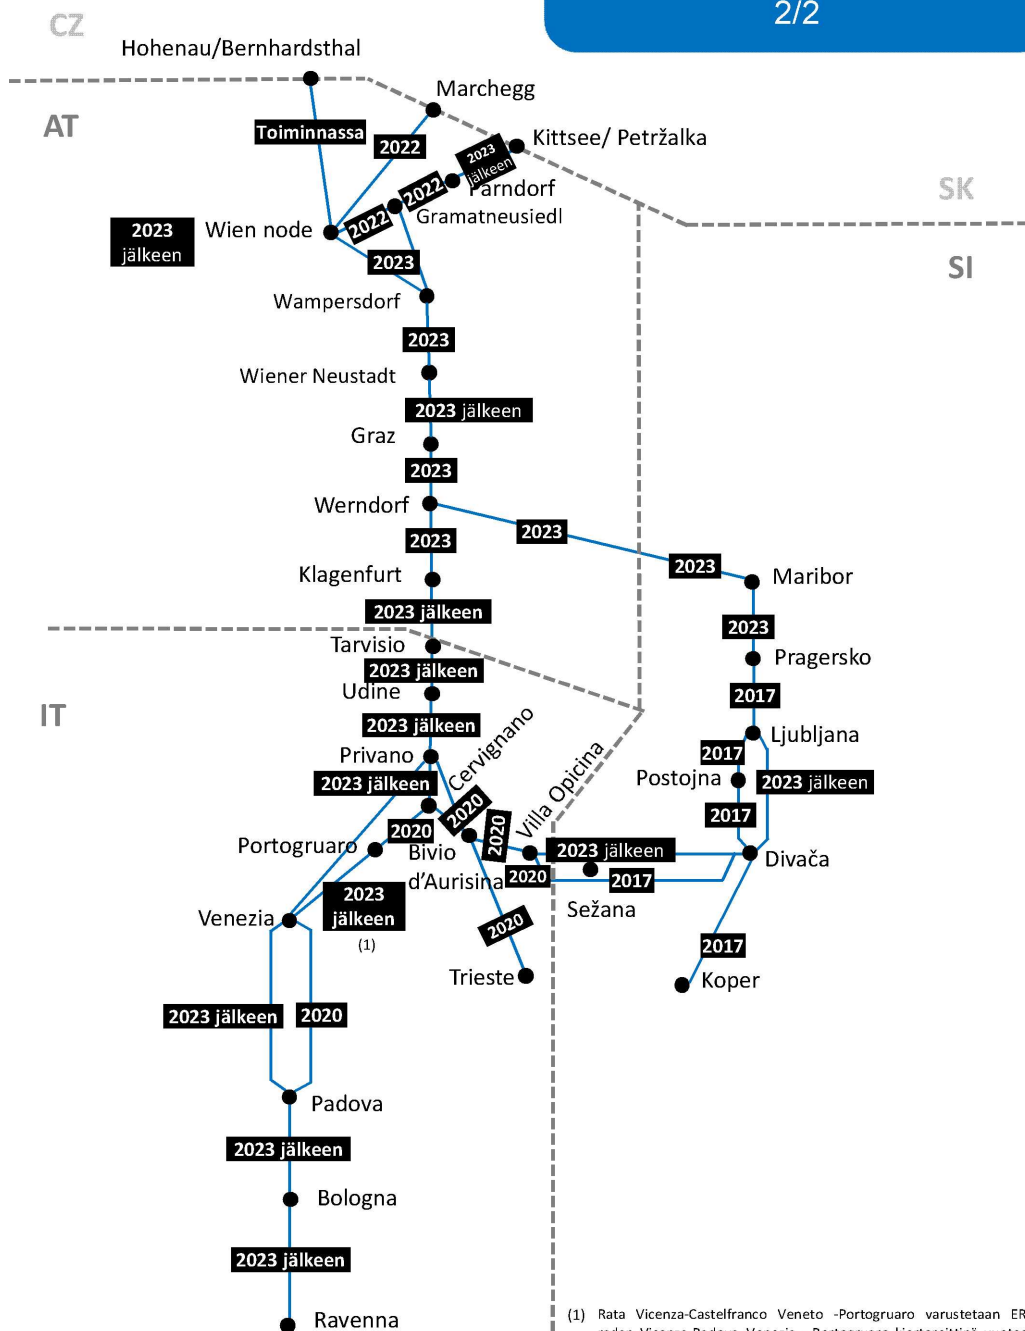 2/2
CZ
Hohenau/Bernhardsthal
Marchegg
AT
Toiminnassa
2022
Kittsee/ Petržalka
2023
jälkeen
Parndorf
SK
2022
Gramatneusiedl
2022
Wien node
2023
jälkeen
2023
SI
Wampersdorf
2023
Wiener Neustadt
2023 jälkeen
Graz
2023
Werndorf
2023
2023
2023
Klagenfurt
Maribor
2023 jälkeen
2023
Tarvisio
Pragersko
2023 jälkeen
Udine
2017
IT
2023 jälkeen
Cervignano
Villa Opicina
Ljubljana
Privano
2017
2023 jälkeen
Postojna
2023 jälkeen
2020
2017
2020
2020
Portogruaro
Bivio
d’Aurisina
2023 jälkeen
Divača
2020
2017
2023
jälkeen
(1)
Sežana
Venezia
2020
2017
Trieste
Koper
2023 jälkeen
2020
Padova
2023 jälkeen
Bologna
2023 jälkeen
Ravenna
(1) Rata Vicenza-Castelfranco Veneto -Portogruaro varustetaan ER